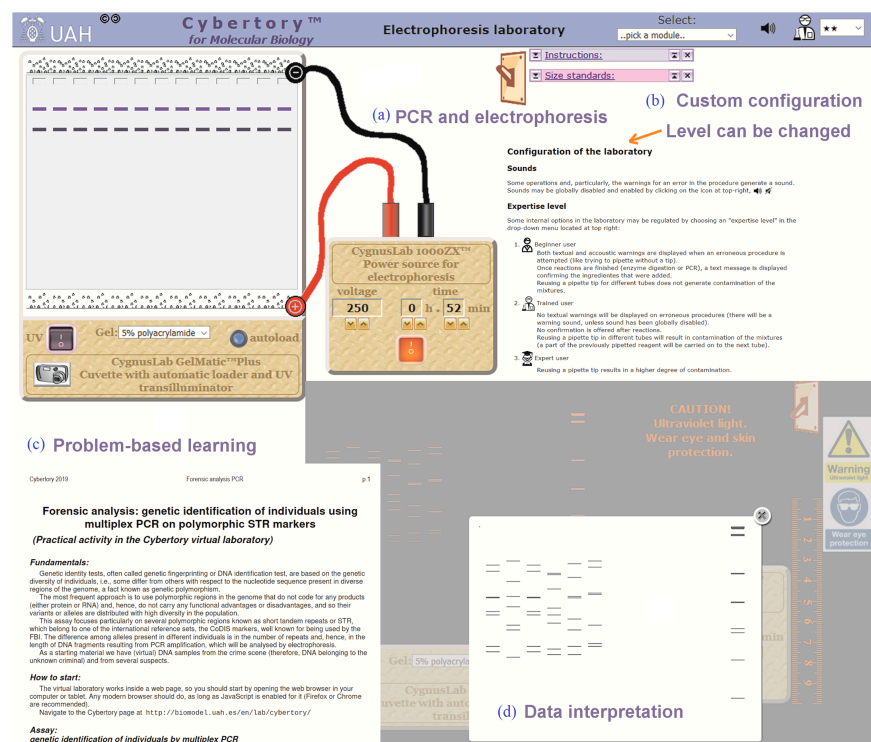 UAH
©©
Cybertory™
for Molecular Biology
Electrophoresis laboratory
Select:
..pick a module..
★★
Instructions:
Size standards:
(a) PCR and electrophoresis
(b) Custom configuration
Level can be changed
CygnusLab 1000ZX™
Power source for
electrophoresis
voltage time
250 0 h. 52 min
UV
Gel: 5% polyacrylamide
autoload
CygnusLab GelMatic™Plus
Cuvette with automatic loader and UV
transilluminator
Configuration of the laboratory
Sounds
Some operations and, particularly, the warnings for an error in the procedure generate a sound.
Sounds may be globally disabled and enabled by clicking on the icon at top-right,
Expertise level
Some internal options in the laboratory may be regulated by choosing an "expertise level" in the
drop-down menu located at top right:
1. Beginner user
Both textual and accoustic warnings are displayed when an erroneous procedure is
attempted (like trying to pipette without a tip).
Once reactions are finished (enzyme digestion or PCR), a text message is displayed
confirming the ingredientes that were added.
Reusing a pipette tip for different tubes does not generate contamination of the
mixtures.
2. Trained user
No textual warnings will be displayed on erroneous procedures (there will be a
warning sound, unless sound has been globally disabled).
No confirmation is offered after reactions.
Reusing a pipette tip in different tubes will result in contamination of the mixtures
(a part of the previously pipetted reagent will be carried on to the next tube).
3. Expert user
Reusing a pipette tip results in a higher degree of contamination.
(c) Problem-based learning
Cybertory 2019 Forensic analysis PCR p.1
Forensic analysis: genetic identification of individuals using
multiplex PCR on polymorphic STR markers
(Practical activity in the Cybertory virtual laboratory)
Fundamentals:
Genetic identity tests, often called genetic fingerprinting or DNA identification test, are based on the genetic
diversity of individuals, i.e., some differ from others with respect to the nucleotide sequence present in diverse
regions of the genome, a fact known as genetic polymorphism.
The most frequent approach is to use polymorphic regions in the genome that do not code for any products
(either protein or RNA) and, hence, do not carry any functional advantages or disadvantages, and so their
variants or alleles are distributed with high diversity in the population.
This assay focuses particularly on several polymorphic regions known as short tandem repeats or STR,
which belong to one of the international reference sets, the CoDIS markers, well known for being used by the
FBI. The difference among alleles present in different individuals is in the number of repeats and, hence, in the
length of DNA fragments resulting from PCR amplification, which will be analysed by electrophoresis.
As a starting material we have (virtual) DNA samples from the crime scene (therefore, DNA belonging to the
unknown criminal) and from several suspects.
How to start:
The virtual laboratory works inside a web page, so you should start by opening the web browser in your
computer or tablet. Any modern browser should do, as long as JavaScript is enabled for it (Firefox or Chrome
are recommended).
Navigate to the Cybertory page at http://biomodel.uah.es/en/lab/cybertory/
Assay:
genetic identification of individuals by multiplex PCR
CAUTION!
Ultraviolet light.
Wear eye and skin
protection.
Warning
Ultraviolet light
Wear eye
protection
1
2
3
4
5
6
7
8
9
min
Gel: 5% polyacryla
CygnusLab
uvette with auto
transil
(d) Data interpretation